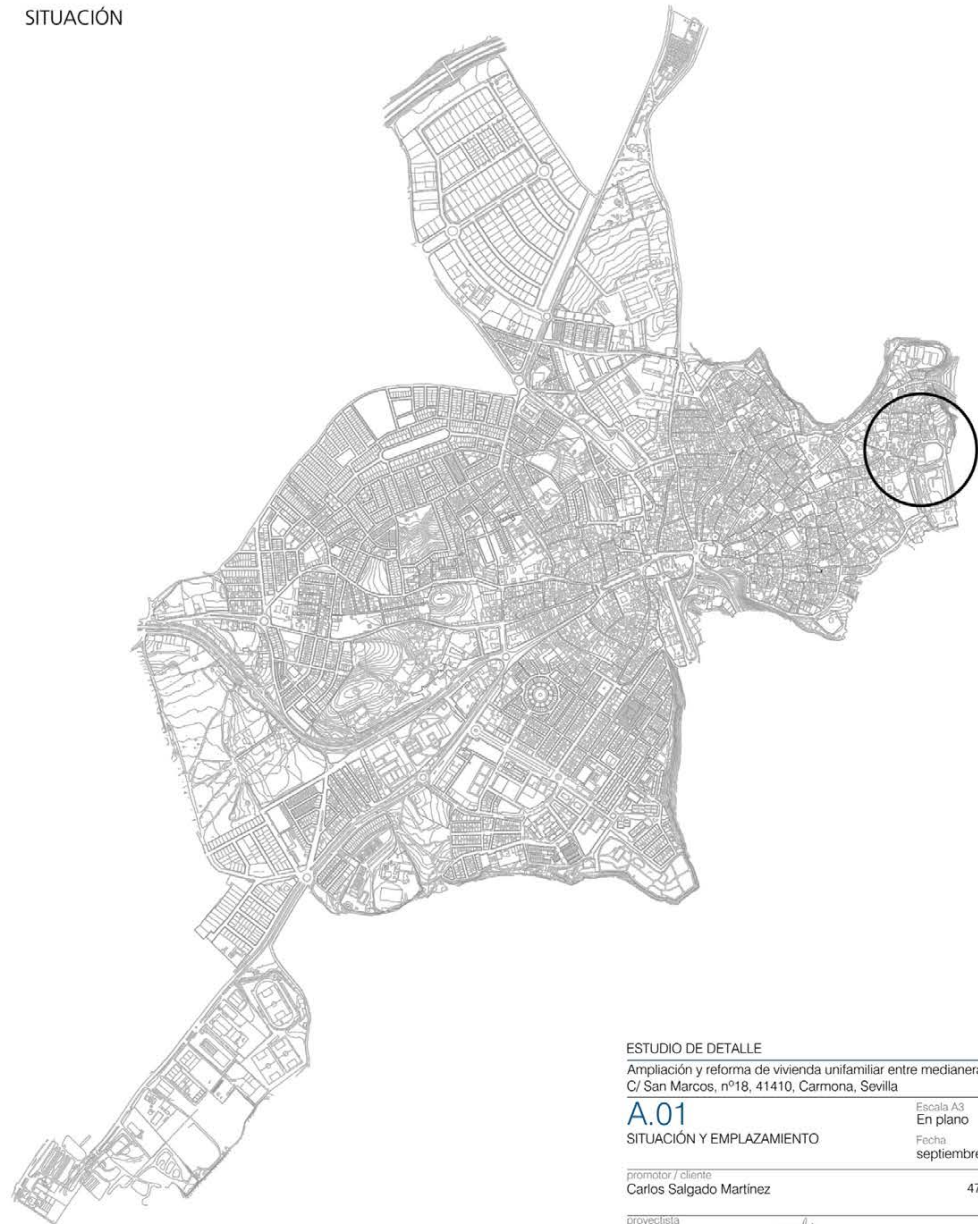 SITUACIÓN
ESTUDIO DE DETALLE
Ampliación y reforma de vivienda unifamiliar entre medianera
C/ San Marcos, nº18, 41410, Carmona, Sevilla
A.01
Escala A3
En plano
SITUACIÓN Y EMPLAZAMIENTO
Fecha
septiembre
promotor / cliente
Carlos Salgado Martínez
47
proyectista